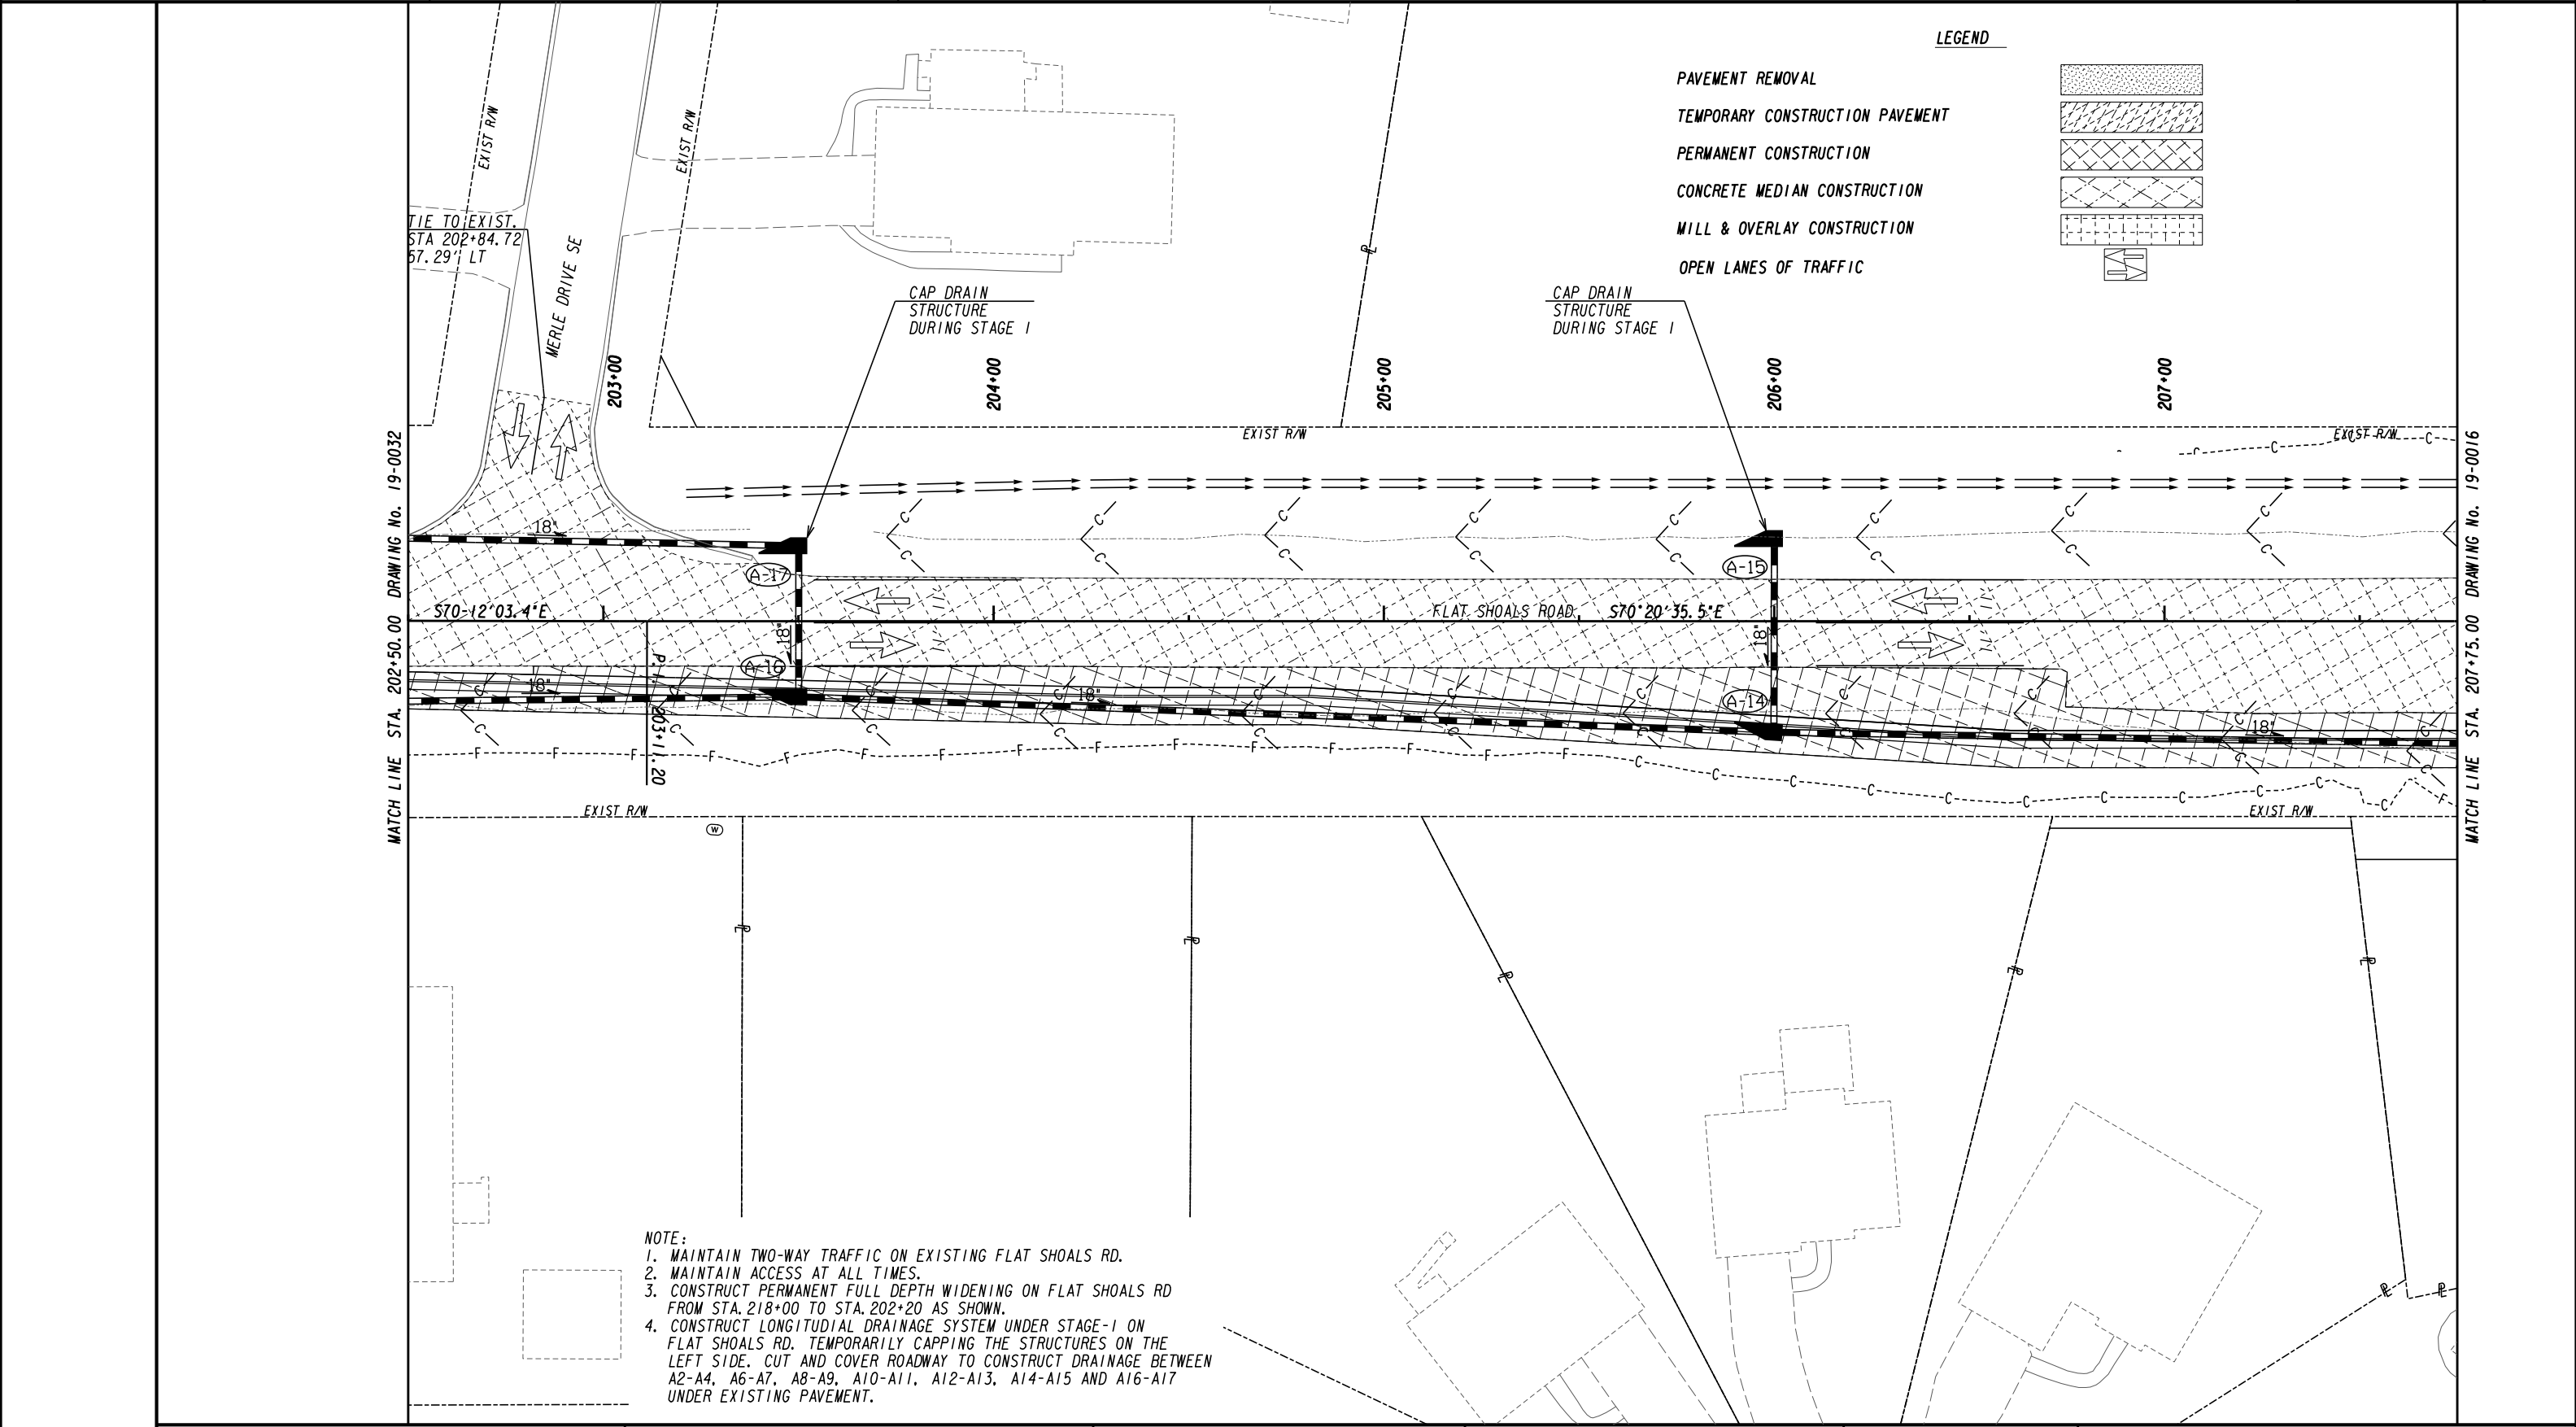 LEGEND
PAVEMENT REMOVAL
TEMPORARY CONSTRUCTION PAVEMENT
PERMANENT CONSTRUCTION
CONCRETE MEDIAN CONSTRUCTION
MILL & OVERLAY CONSTRUCTION
OPEN LANES OF TRAFFIC
EXIST R/W
EXIST R/W
TIE TO EXIST.
STA 202+84.72
57.29' LT
MERLE DRIVE SE
CAP DRAIN
STRUCTURE
DURING STAGE I
CAP DRAIN
STRUCTURE
DURING STAGE I
203+00
204+00
205+00
206+00
207+00
EXIST R/W
EXIST R/W
MATCH LINE STA. 202+50.00 DRAWING No. 19-0032
MATCH LINE STA. 207+75.00 DRAWING No. 19-0016
18"
A-17
A-15
S70-12'03.4"E
FLAT SHOALS ROAD
S70°20'35.5"E
18"
18"
A-16
A-14
18"
18"
18"
P.I. 203+11.20
C C C C C C C C C
F F F F F F F F F
EXIST R/W
EXIST R/W
W
NOTE:
1. MAINTAIN TWO-WAY TRAFFIC ON EXISTING FLAT SHOALS RD.
2. MAINTAIN ACCESS AT ALL TIMES.
3. CONSTRUCT PERMANENT FULL DEPTH WIDENING ON FLAT SHOALS RD
FROM STA.218+00 TO STA.202+20 AS SHOWN.
4. CONSTRUCT LONGITUDIAL DRAINAGE SYSTEM UNDER STAGE-I ON
FLAT SHOALS RD. TEMPORARILY CAPPING THE STRUCTURES ON THE
LEFT SIDE. CUT AND COVER ROADWAY TO CONSTRUCT DRAINAGE BETWEEN
A2-A4, A6-A7, A8-A9, A10-A11, A12-A13, A14-A15 AND A16-A17
UNDER EXISTING PAVEMENT.